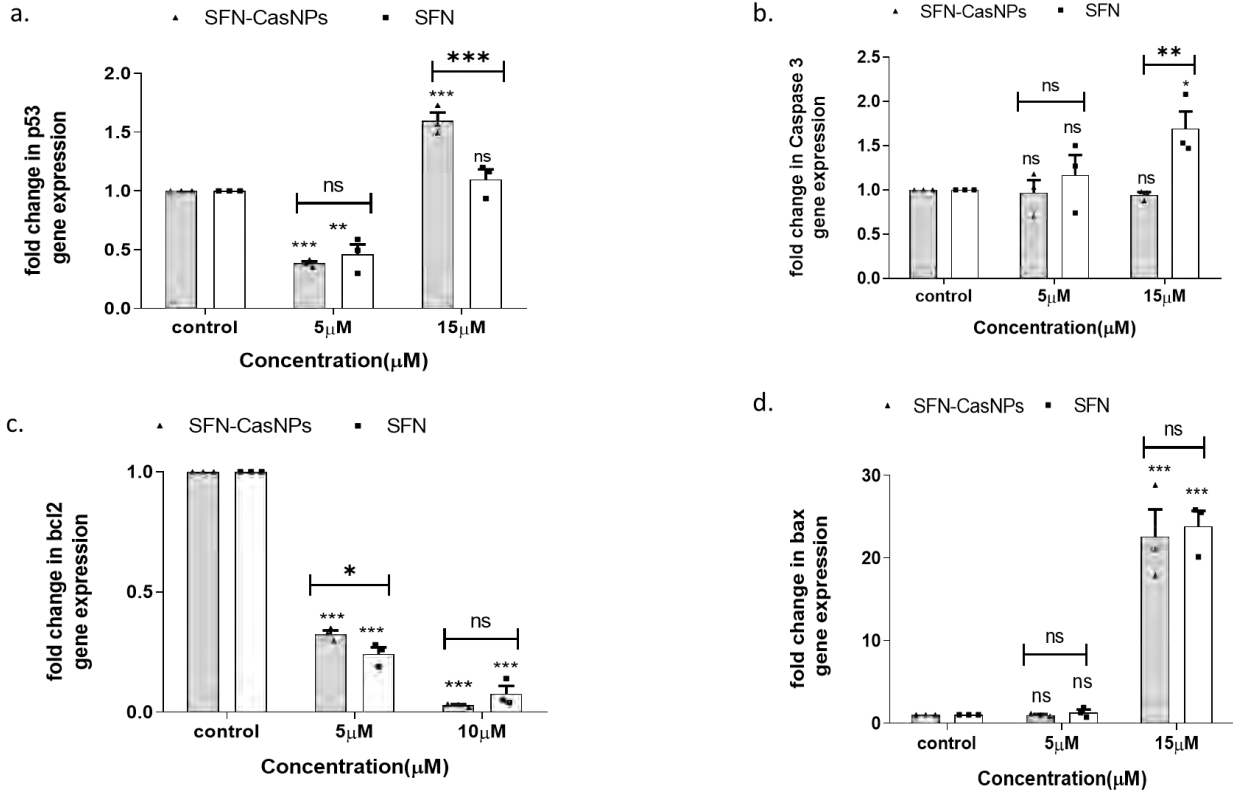 a.
SFN-CasNPs SFN
fold change in p53
gene expression
2.0
1.5
1.0
0.5
0.0
***
***
ns
ns
***
**
control 5μM 15μM
Concentration(μM)
b.
SFN-CasNPs SFN
fold change in Caspase 3
gene expression
2.5
2.0
1.5
1.0
0.5
0.0
**
*
ns
ns
ns
ns
control 5μM 15μM
Concentration(μM)
c.
SFN-CasNPs SFN
fold change in bcl2
gene expression
1.0
0.5
0.0
*
***
***
ns
***
***
control 5μM 10μM
Concentration(μM)
d.
SFN-CasNPs SFN
fold change in bax
gene expression
30
20
10
0
ns
***
***
ns
ns
ns
control 5μM 15μM
Concentration(μM)